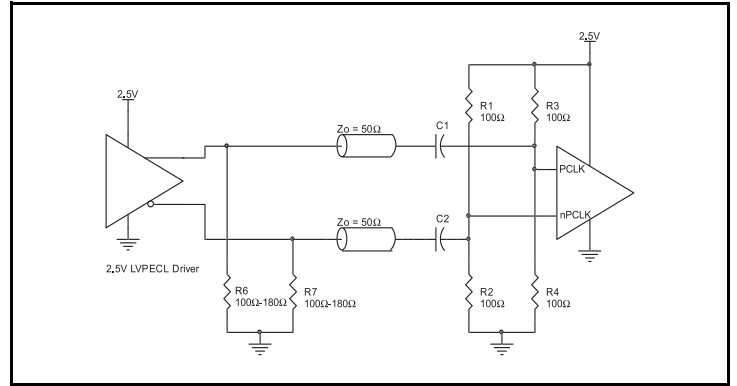 2.5V
2.5V
R1
100Ω
R3
100Ω
Zo = 50Ω
C1
PCLK
nPCLK
Zo = 50Ω
C2
2.5V LVPECL Driver
R6
100Ω-180Ω
R7
100Ω-180Ω
R2
100Ω
R4
100Ω